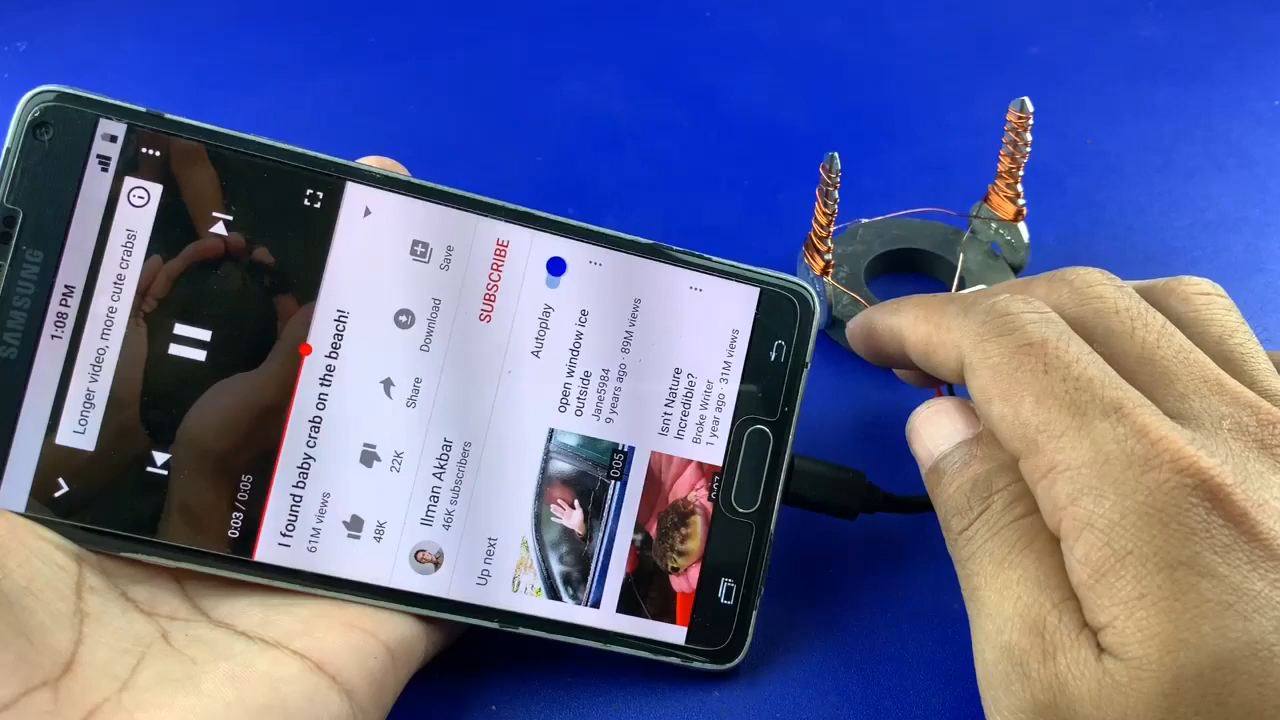 SAMSUNG
1:08 PM
Longer video, more cute crabs!
0:03 / 0:05
I found baby crab on the beach!
61M views
48K
22K
Share
Download
Save
Ilman Akbar
46K subscribers
SUBSCRIBE
Up next
Autoplay
open window ice
outside
Jane5984
9 years ago · 89M views
0:05
Isn't Nature
Incredible?
Broke Writer
1 year ago · 31M views